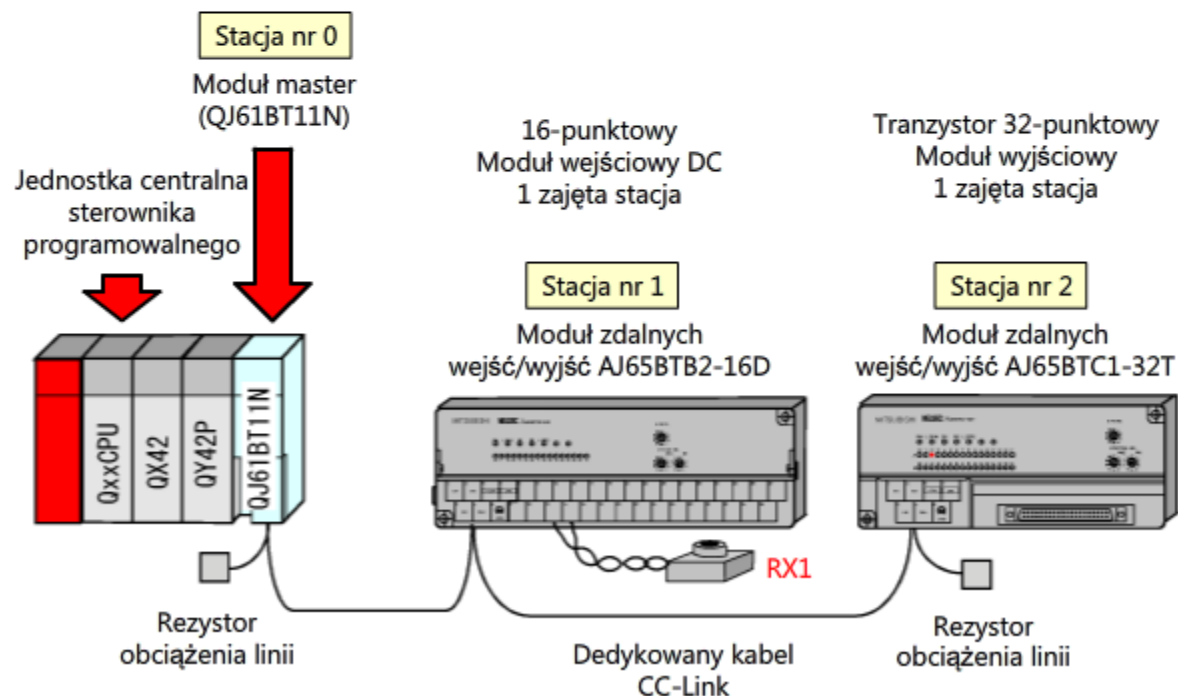 Stacja nr 0
Moduł master
(QJ61BT11N)
Jednostka centralna
sterownika
programowalnego
16-punktowy
Moduł wejściowy DC
1 zajęta stacja
Tranzystor 32-punktowy
Moduł wyjściowy
1 zajęta stacja
Stacja nr 1
Moduł zdalnych
wejść/wyjść AJ65BTB2-16D
Stacja nr 2
Moduł zdalnych
wejść/wyjść AJ65BTC1-32T
QxxCPU
QX42
QY42P
QJ61BT11N
MITSUBISHI
MITSUBISHI
RX1
Rezystor
obciążenia linii
Dedykowany kabel
CC-Link
Rezystor
obciążenia linii